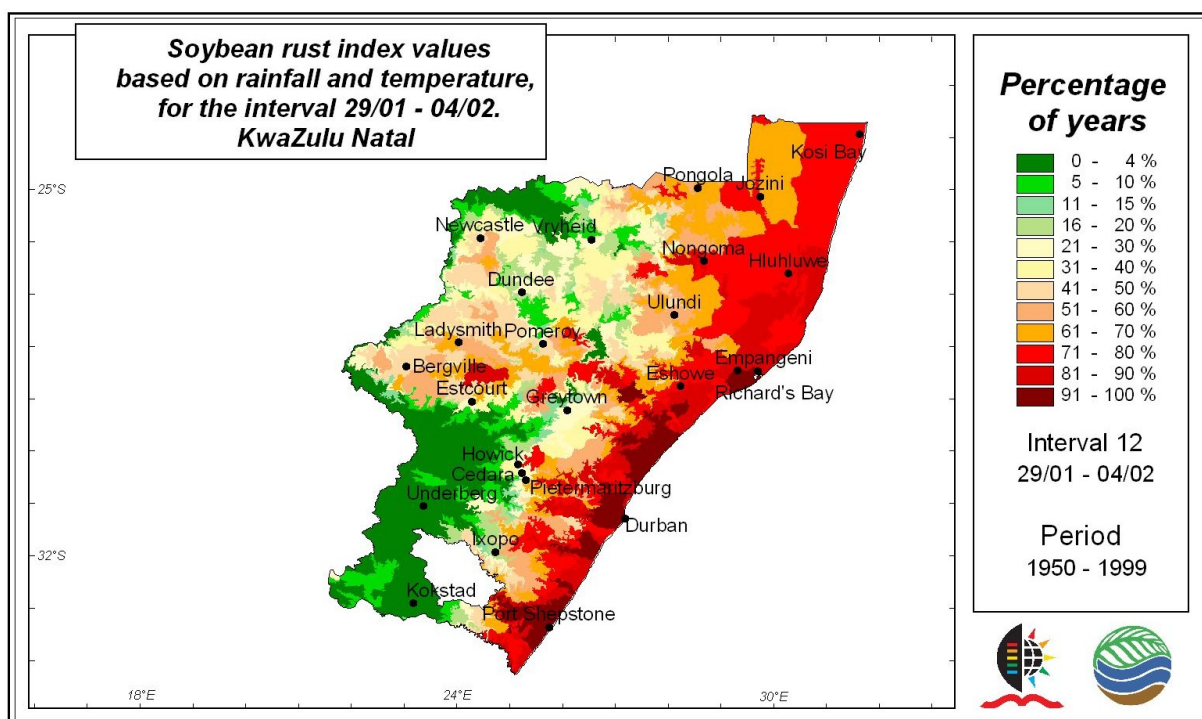 Soybean rust index values
based on rainfall and temperature,
for the interval 29/01 - 04/02.
KwaZulu Natal
Percentage
of years
0 - 4 %
5 - 10 %
11 - 15 %
16 - 20 %
21 - 30 %
31 - 40 %
41 - 50 %
51 - 60 %
61 - 70 %
71 - 80 %
81 - 90 %
91 - 100 %
Interval 12
29/01 - 04/02
Period
1950 - 1999
Kosi Bay
Pongola
Jozini
25°S
Newcastle
Vryheid
Nongoma
Hluhluwe
Dundee
Ulundi
Ladysmith
Pomeroy
Empangeni
Bergville
Eshowe
Estcourt
Richard's Bay
Greytown
Howick
Cedara
Pietermaritzburg
Underberg
Durban
Ixopo
32°S
Kokstad
Port Shepstone
18°E
24°E
30°E